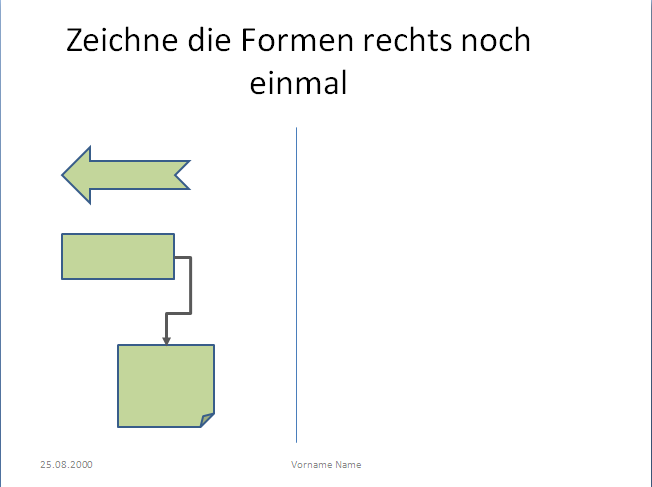 Zeichne die Formen rechts noch
einmal
25.08.2000
Vorname Name